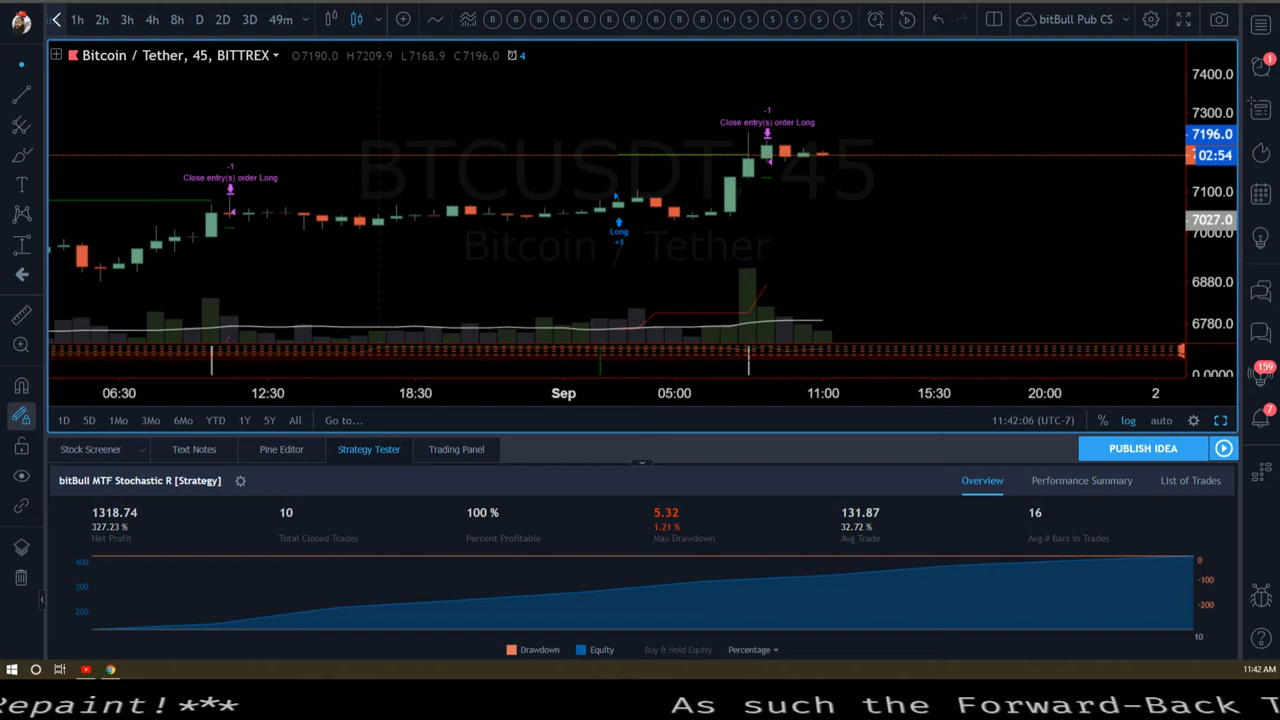 1h 2h 3h 4h 8h D 2D 3D 49m B B B B B B B B B B H S S S S S bitBull Pub CS
Bitcoin / Tether, 45, BITTREX O7190.0 H7209.9 L7168.9 C7196.0 4
7400.0
7300.0
7196.0
02:54
7100.0
7027.0
7000.0
6880.0
6780.0
0.0000
BTCUSDT, 45
Bitcoin / Tether
-1
Close entry(s) order Long
-1
Close entry(s) order Long
Long
+1
06:30 12:30 18:30 Sep 05:00 11:00 15:30 20:00 2
1D 5D 1Mo 3Mo 6Mo YTD 1Y 5Y All Go to... 11:42:06 (UTC-7) % log auto
Stock Screener Text Notes Pine Editor Strategy Tester Trading Panel PUBLISH IDEA
bitBull MTF Stochastic R [Strategy] Overview Performance Summary List of Trades
1318.74 10 100 % 5.32 131.87 16
327.23 % 1.21 % 32.72 %
Net Profit Total Closed Trades Percent Profitable Max Drawdown Avg Trade Avg # Bars in Trades
400
300
200
0
-100
-200
10
Drawdown Equity Buy & Hold Equity Percentage
1
159
7
11:42 AM
Repaint!*** As such the Forward-Back T